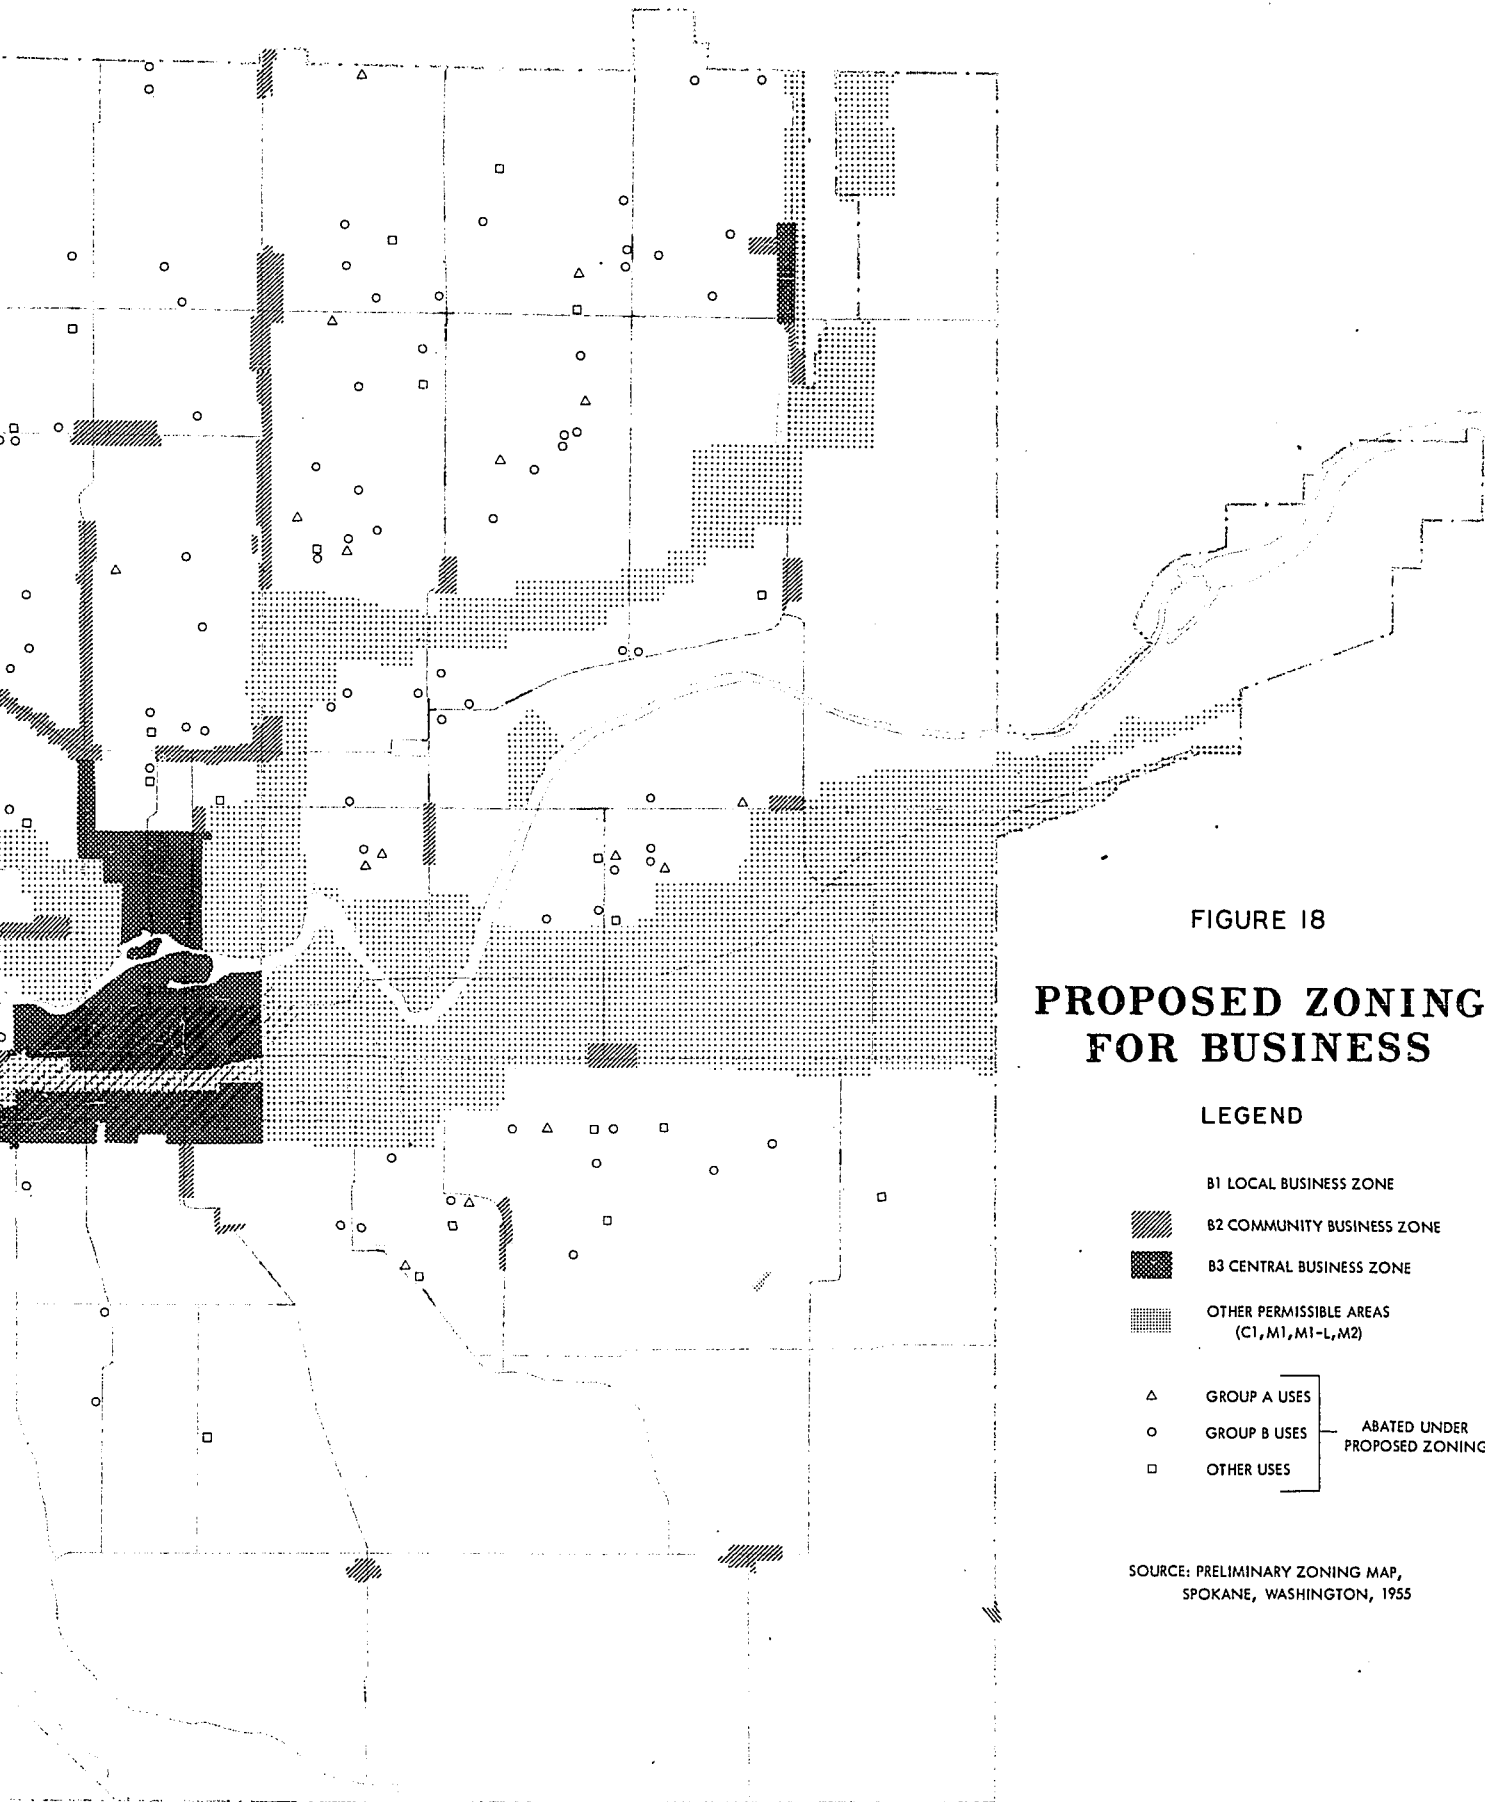 FIGURE 18
PROPOSED ZONING
FOR BUSINESS
LEGEND
B1 LOCAL BUSINESS ZONE
B2 COMMUNITY BUSINESS ZONE
B3 CENTRAL BUSINESS ZONE
OTHER PERMISSIBLE AREAS
(C1,M1,M1-L,M2)
GROUP A USES
GROUP B USES
OTHER USES
ABATED UNDER
PROPOSED ZONING
SOURCE: PRELIMINARY ZONING MAP,
SPOKANE, WASHINGTON, 1955